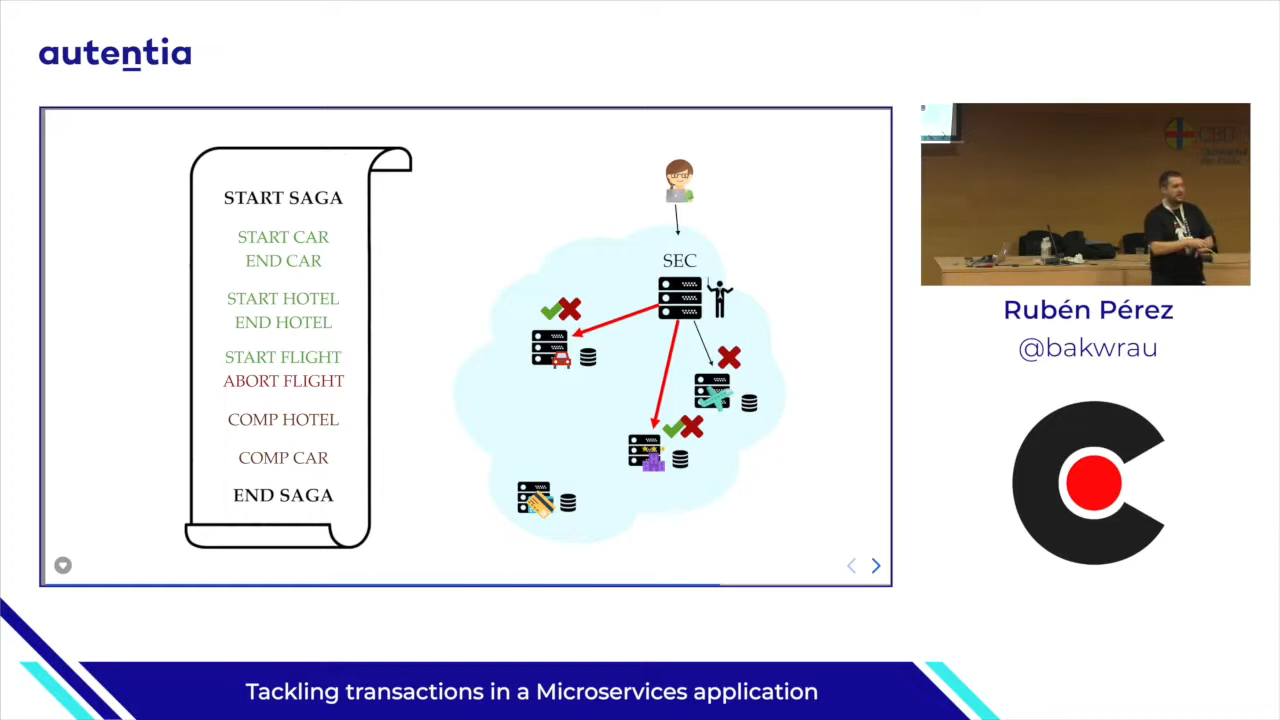 autentia
START SAGA
START CAR
END CAR
START HOTEL
END HOTEL
START FLIGHT
ABORT FLIGHT
COMP HOTEL
COMP CAR
END SAGA
SEC
CEU
Rubén Pérez
@bakwrau
Tackling transactions in a Microservices application